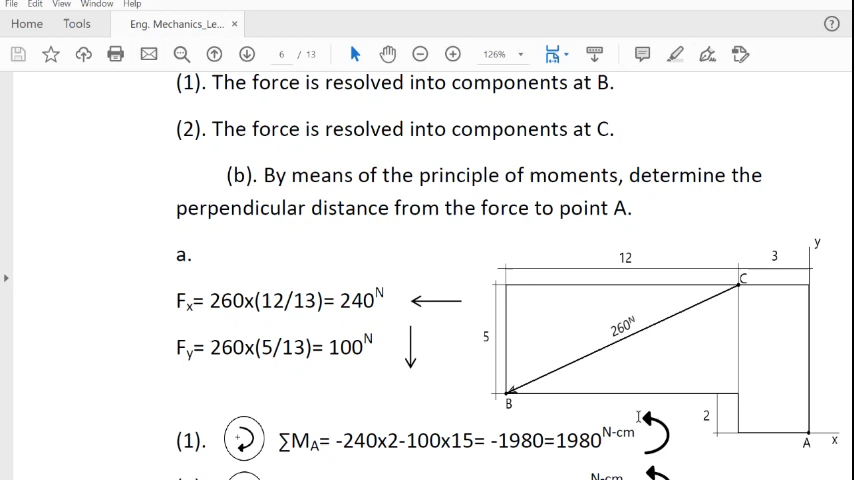 File Edit View Window Help
Home Tools Eng. Mechanics_Le... × ?
6 / 13 126%
(1). The force is resolved into components at B.
(2). The force is resolved into components at C.
(b). By means of the principle of moments, determine the
perpendicular distance from the force to point A.
a.
y
12 3
C
Fx= 260x(12/13)= 240N
260N
5
Fy= 260x(5/13)= 100N
B
2
(1). + ∑MA= -240x2-100x15= -1980=1980N-cm
A x
N-cm